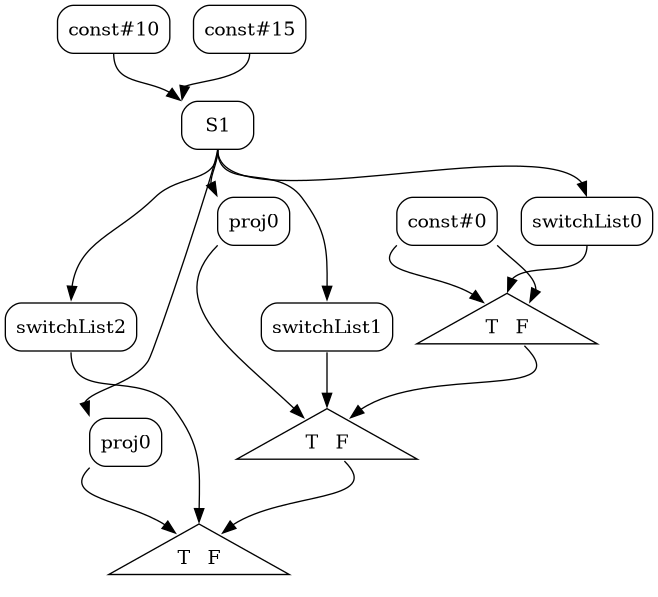 const#10 const#15
S1
proj0 const#0 switchList0
switchList2 switchList1 T F
proj0 T F
T F